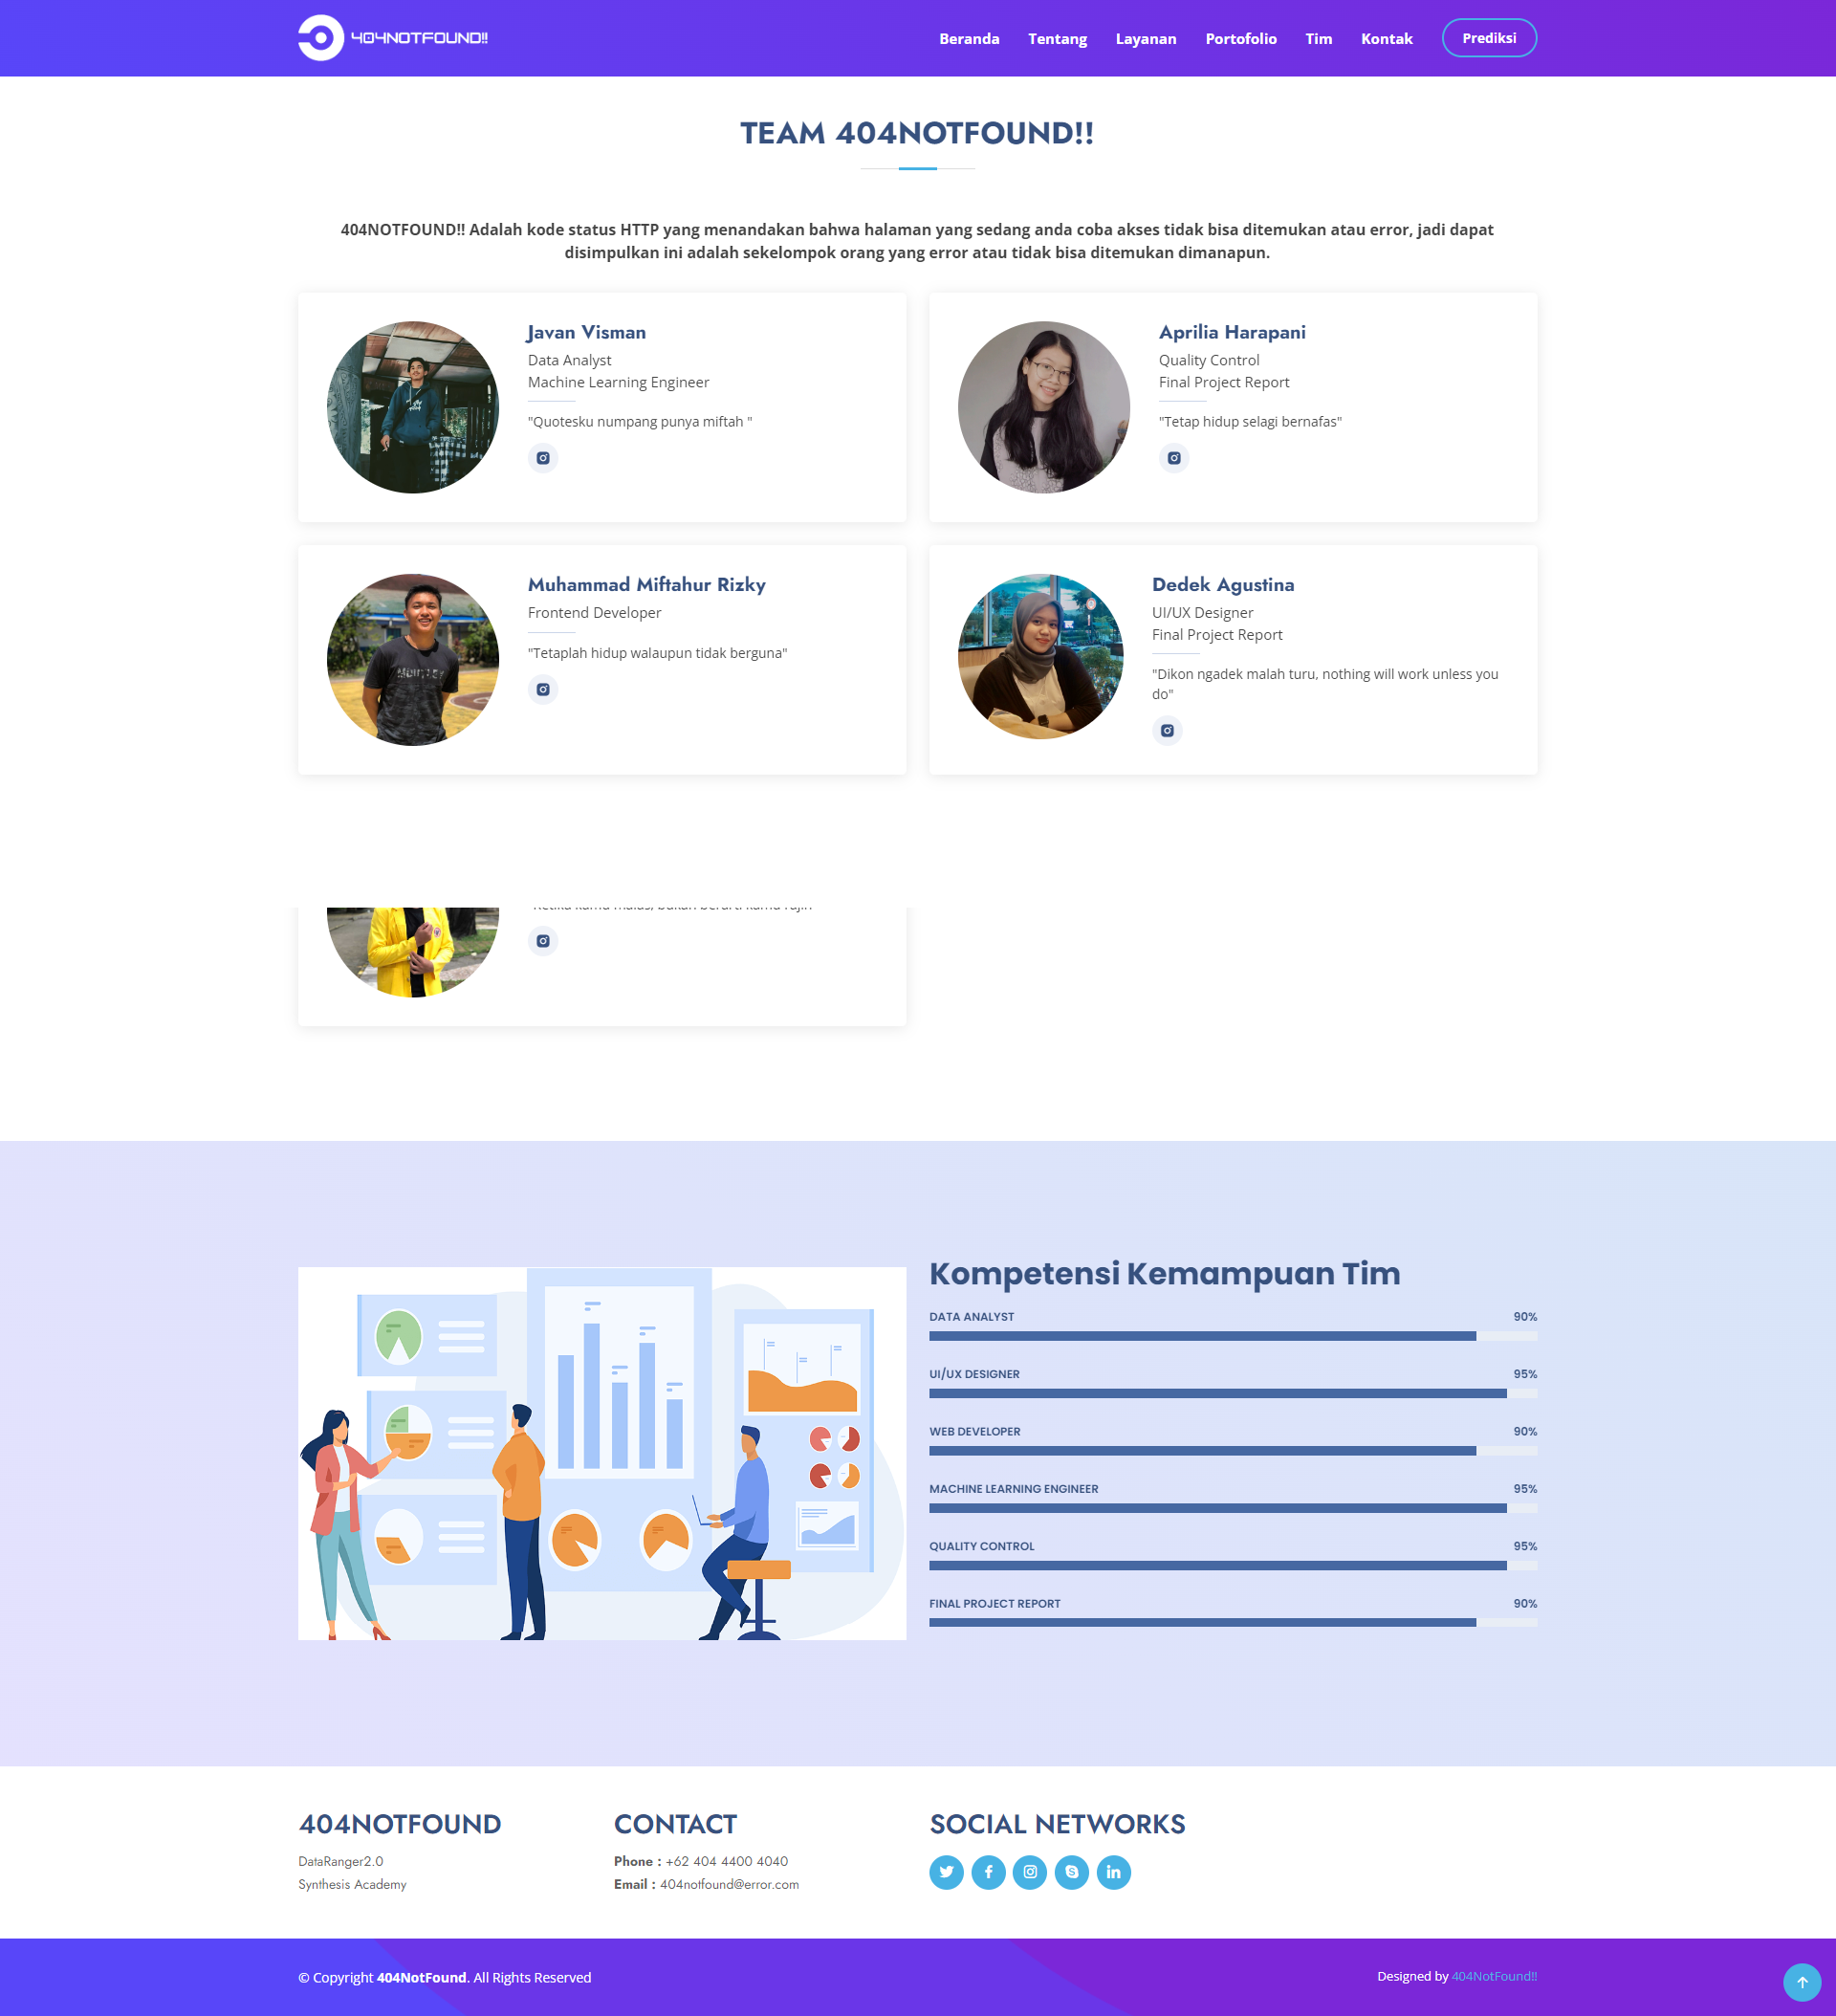 404NOTFOUND!!
Beranda
Tentang
Layanan
Portofolio
Tim
Kontak
Prediksi
TEAM 404NOTFOUND!!
404NOTFOUND!! Adalah kode status HTTP yang menandakan bahwa halaman yang sedang anda coba akses tidak bisa ditemukan atau error, jadi dapat
disimpulkan ini adalah sekelompok orang yang error atau tidak bisa ditemukan dimanapun.
Javan Visman
Data Analyst
Machine Learning Engineer
"Quotesku numpang punya miftah "
Aprilia Harapani
Quality Control
Final Project Report
"Tetap hidup selagi bernafas"
Muhammad Miftahur Rizky
Frontend Developer
"Tetaplah hidup walaupun tidak berguna"
Dedek Agustina
UI/UX Designer
Final Project Report
"Dikon ngadek malah turu, nothing will work unless you
do"
Kompetensi Kemampuan Tim
DATA ANALYST 90%
UI/UX DESIGNER 95%
WEB DEVELOPER 90%
MACHINE LEARNING ENGINEER 95%
QUALITY CONTROL 95%
FINAL PROJECT REPORT 90%
404NOTFOUND
DataRanger2.0
Synthesis Academy
CONTACT
Phone : +62 404 4400 4040
Email : 404notfound@error.com
SOCIAL NETWORKS
© Copyright 404NotFound. All Rights Reserved
Designed by 404NotFound!!